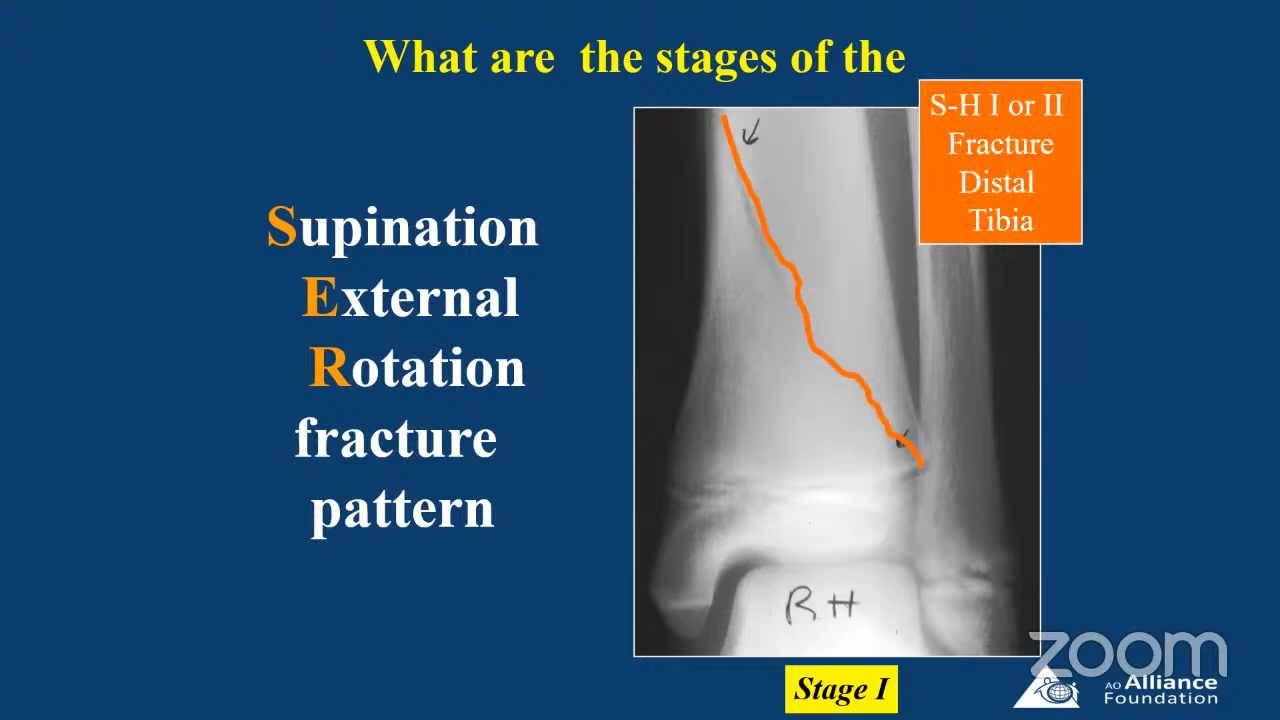 What are the stages of the
S-H I or II
Fracture
Distal
Tibia
Supination
External
Rotation
fracture
pattern
RH
Stage I
zoom
AO Alliance
Foundation